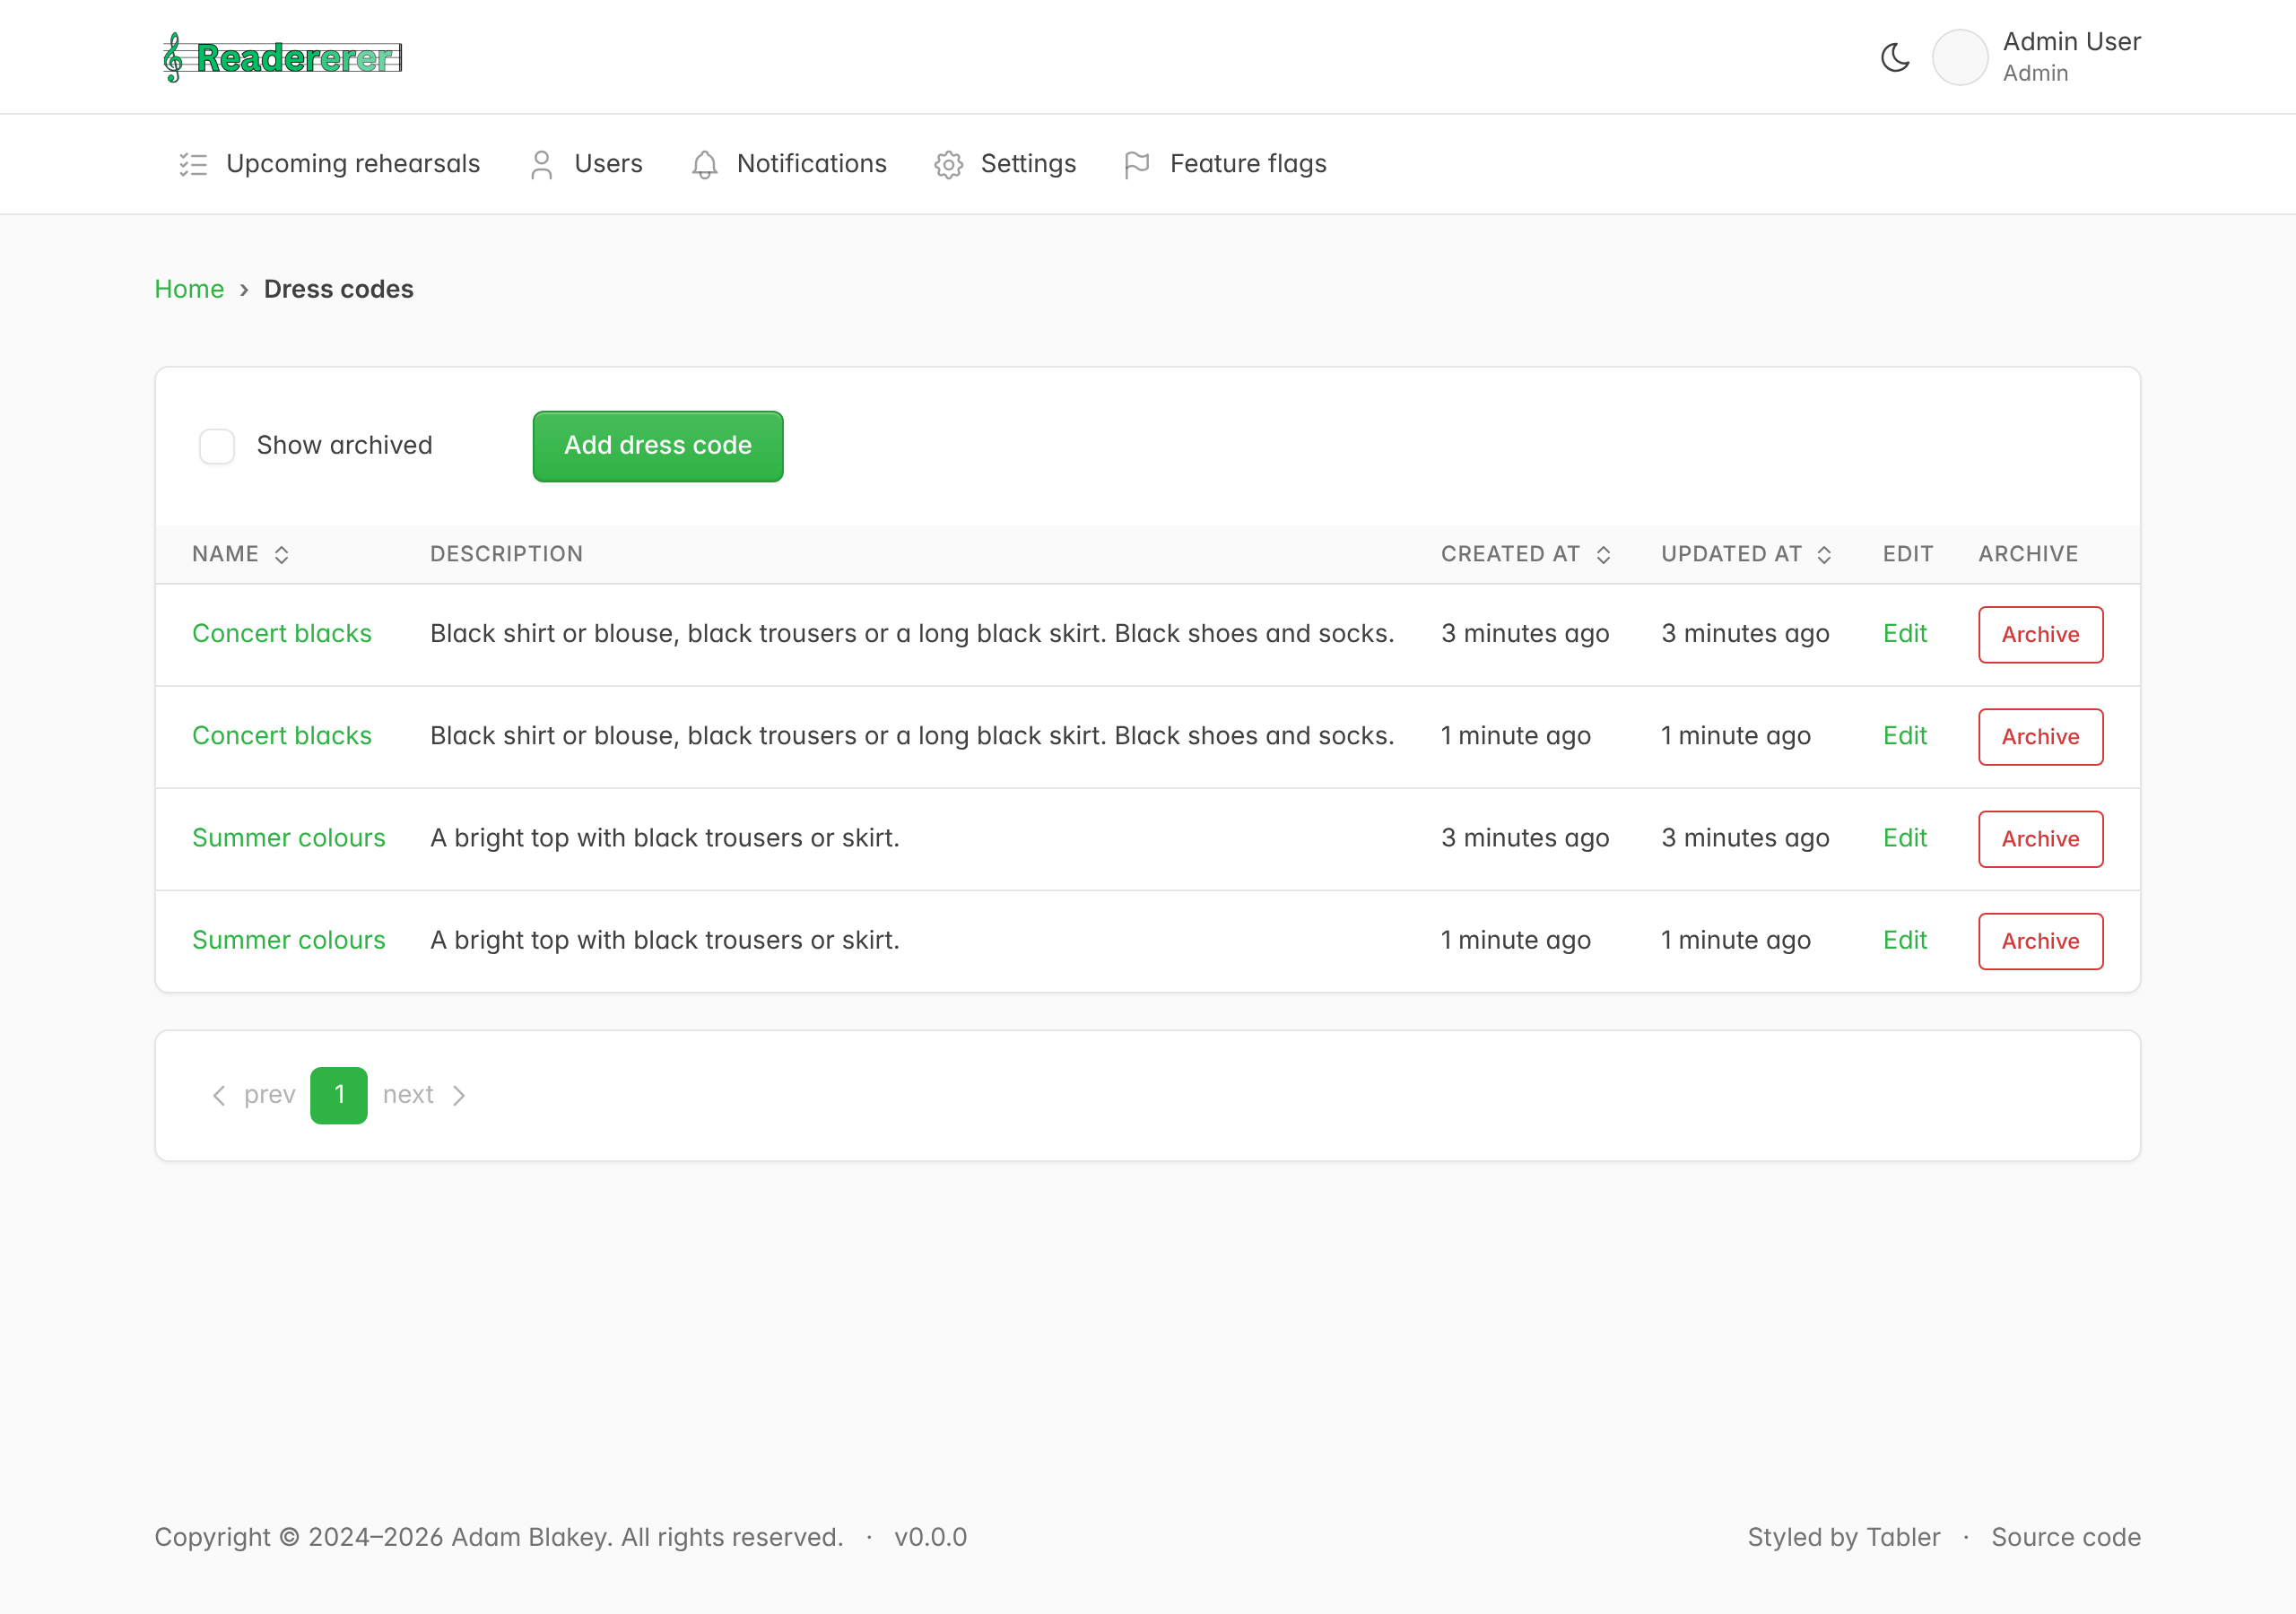 Readererer
Admin User
Admin
Upcoming rehearsals Users Notifications Settings Feature flags
Home › Dress codes
Show archived Add dress code
NAME DESCRIPTION CREATED AT UPDATED AT EDIT ARCHIVE
Concert blacks Black shirt or blouse, black trousers or a long black skirt. Black shoes and socks. 3 minutes ago 3 minutes ago Edit Archive
Concert blacks Black shirt or blouse, black trousers or a long black skirt. Black shoes and socks. 1 minute ago 1 minute ago Edit Archive
Summer colours A bright top with black trousers or skirt. 3 minutes ago 3 minutes ago Edit Archive
Summer colours A bright top with black trousers or skirt. 1 minute ago 1 minute ago Edit Archive
prev 1 next
Copyright © 2024–2026 Adam Blakey. All rights reserved. · v0.0.0 Styled by Tabler · Source code